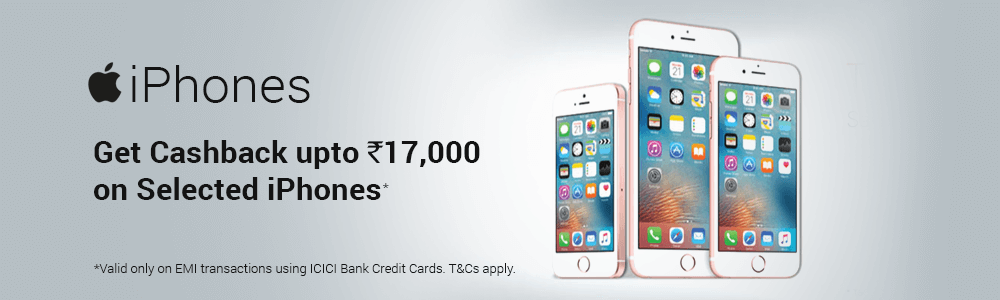 iPhones
Get Cashback upto ₹17,000
on Selected iPhones*
*Valid only on EMI transactions using ICICI Bank Credit Cards. T&Cs apply.